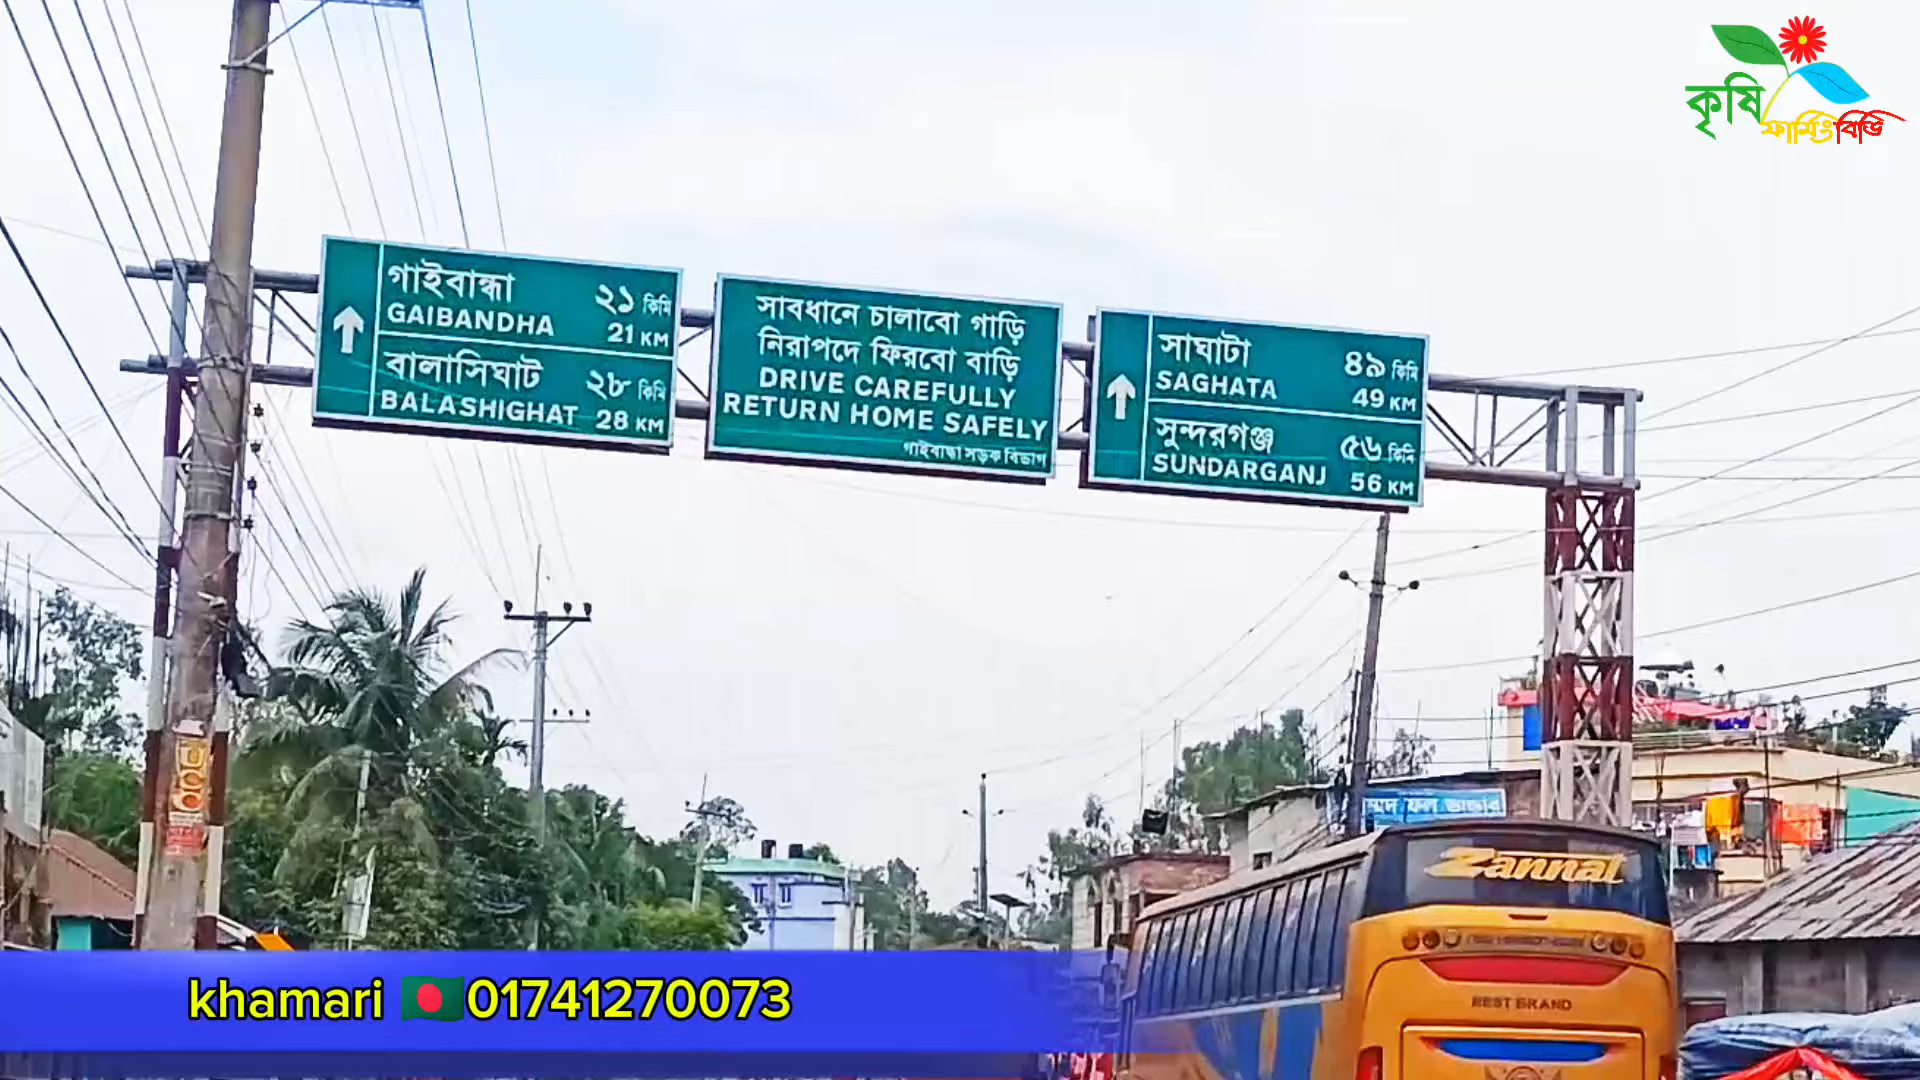 কৃষি
ফার্মিংবিডি
গাইবান্ধা ২১ কিমি
GAIBANDHA 21 KM
বালাসিঘাট ২৮ কিমি
BALASHIGHAT 28 KM
সাবধানে চালাবো গাড়ি
নিরাপদে ফিরবো বাড়ি
DRIVE CAREFULLY
RETURN HOME SAFELY
গাইবান্ধা সড়ক বিভাগ
সাঘাটা ৪৯ কিমি
SAGHATA 49 KM
সুন্দরগঞ্জ ৫৬ কিমি
SUNDARGANJ 56 KM
ফল ভান্ডার
Zannat
BEST BRAND
khamari 01741270073